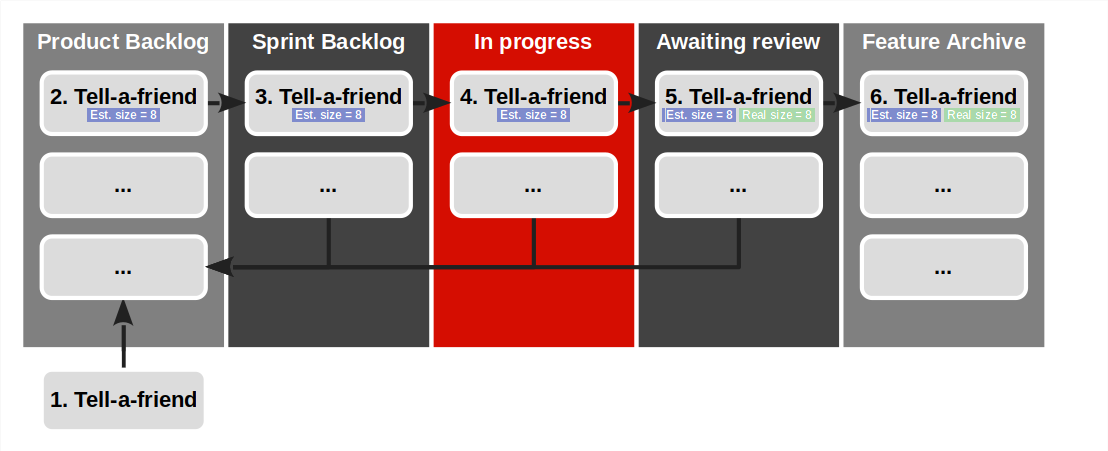 Product Backlog
Sprint Backlog
In progress
Awaiting review
Feature Archive
2. Tell-a-friend
Est. size = 8
3. Tell-a-friend
Est. size = 8
4. Tell-a-friend
Est. size = 8
5. Tell-a-friend
Est. size = 8 Real size = 8
6. Tell-a-friend
Est. size = 8 Real size = 8
...
...
...
...
...
...
...
1. Tell-a-friend